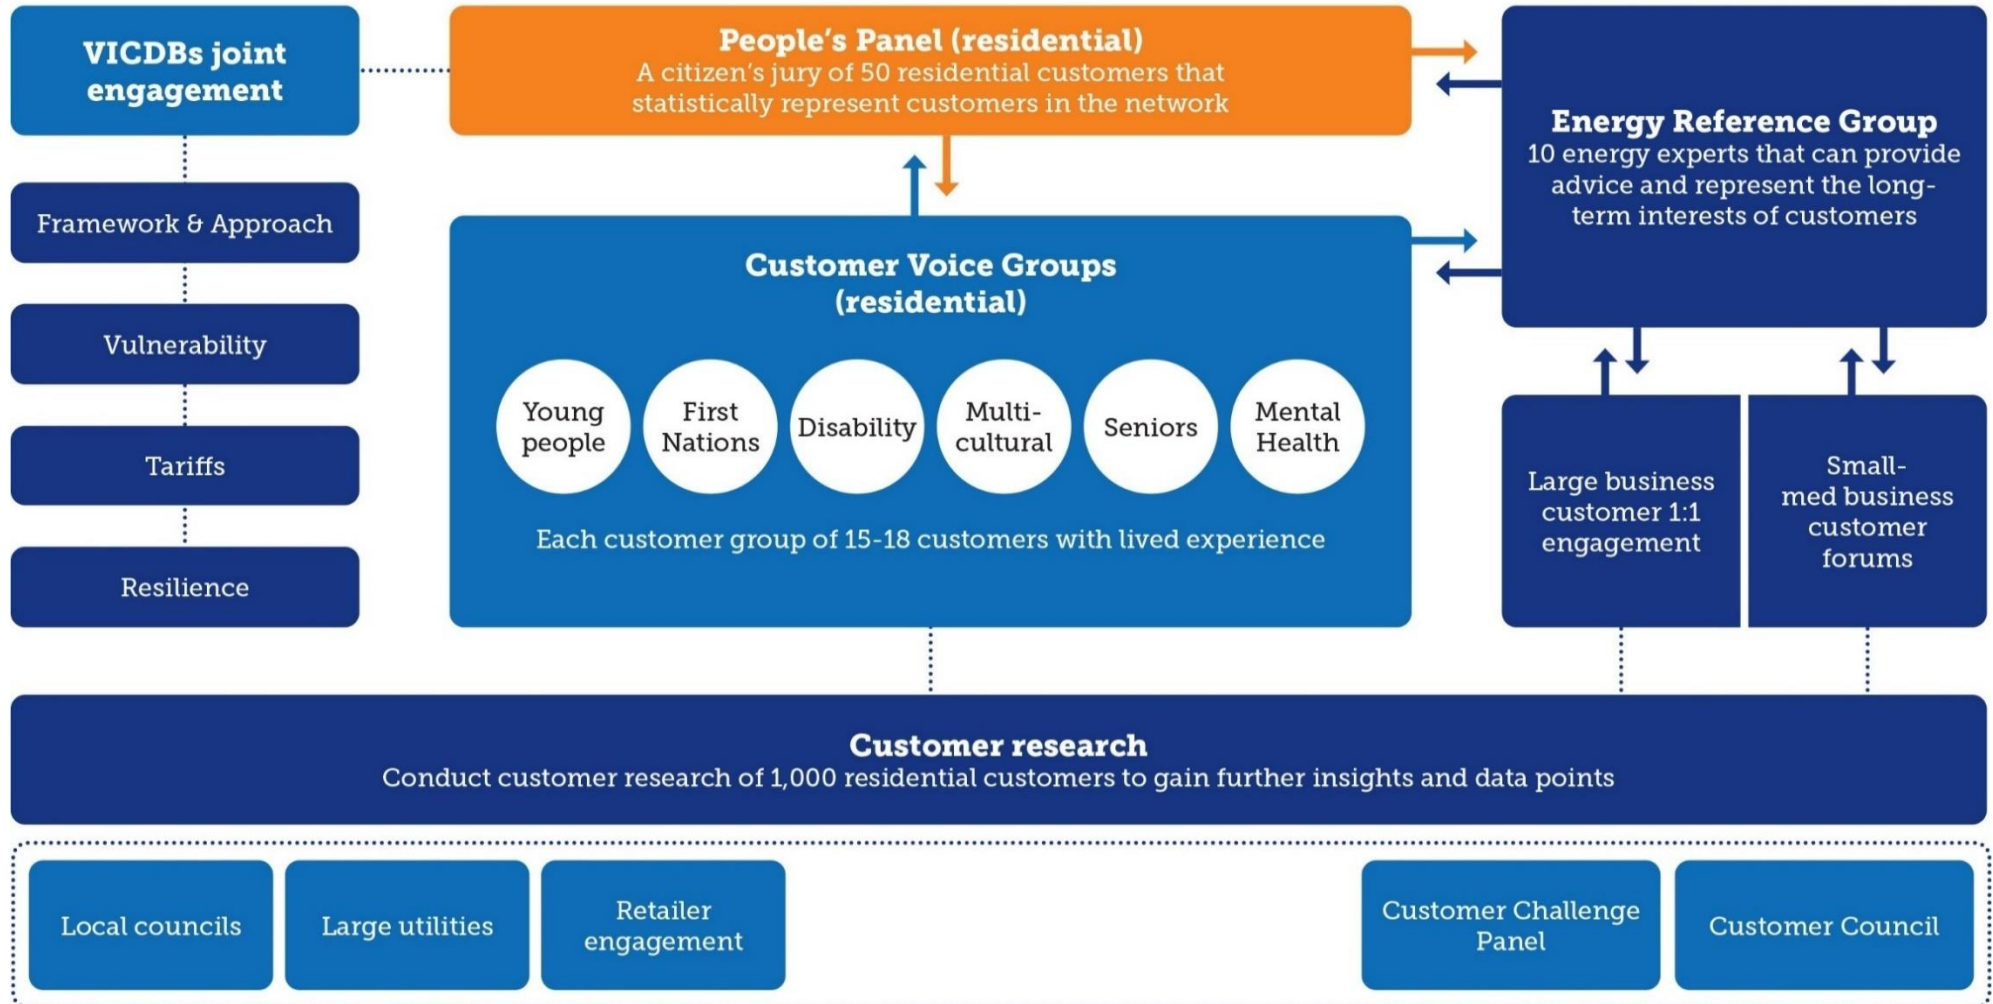 VICDBs joint
engagement
Framework & Approach
Vulnerability
Tariffs
Resilience
People’s Panel (residential)
A citizen’s jury of 50 residential customers that
statistically represent customers in the network
Customer Voice Groups
(residential)
Young
people
First
Nations
Disability
Multi-
cultural
Seniors
Mental
Health
Each customer group of 15-18 customers with lived experience
Energy Reference Group
10 energy experts that can provide
advice and represent the long-
term interests of customers
Large business
customer 1:1
engagement
Small-
med business
customer
forums
Customer research
Conduct customer research of 1,000 residential customers to gain further insights and data points
Local councils
Large utilities
Retailer
engagement
Customer Challenge
Panel
Customer Council